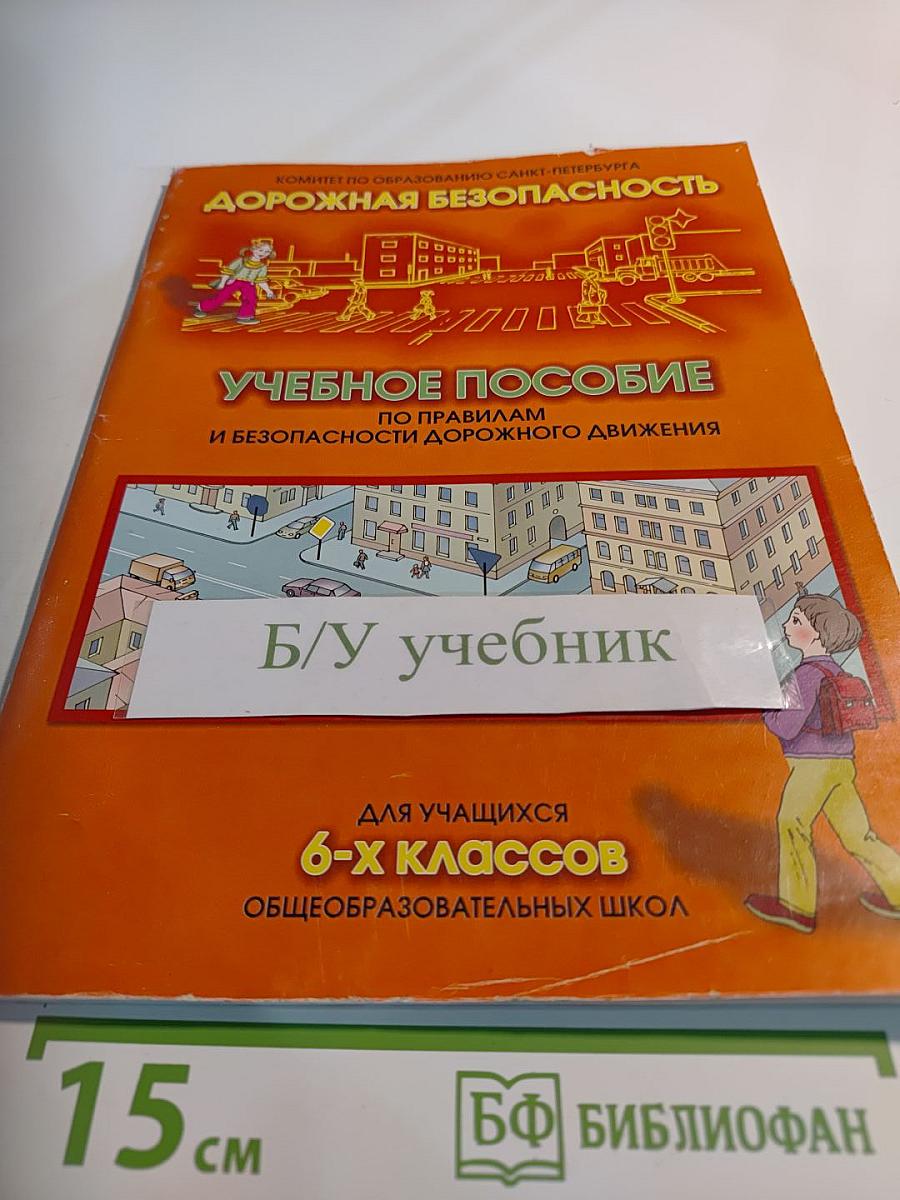 КОМИТЕТ ПО ОБРАЗОВАНИЮ САНКТ-ПЕТЕРБУРГА
ДОРОЖНАЯ БЕЗОПАСНОСТЬ
УЧЕБНОЕ ПОСОБИЕ
ПО ПРАВИЛАМ
И БЕЗОПАСНОСТИ ДОРОЖНОГО ДВИЖЕНИЯ
Б/У учебник
ДЛЯ УЧАЩИХСЯ
6-х классов
ОБЩЕОБРАЗОВАТЕЛЬНЫХ ШКОЛ
15 см
БФ БИБЛИОФАН